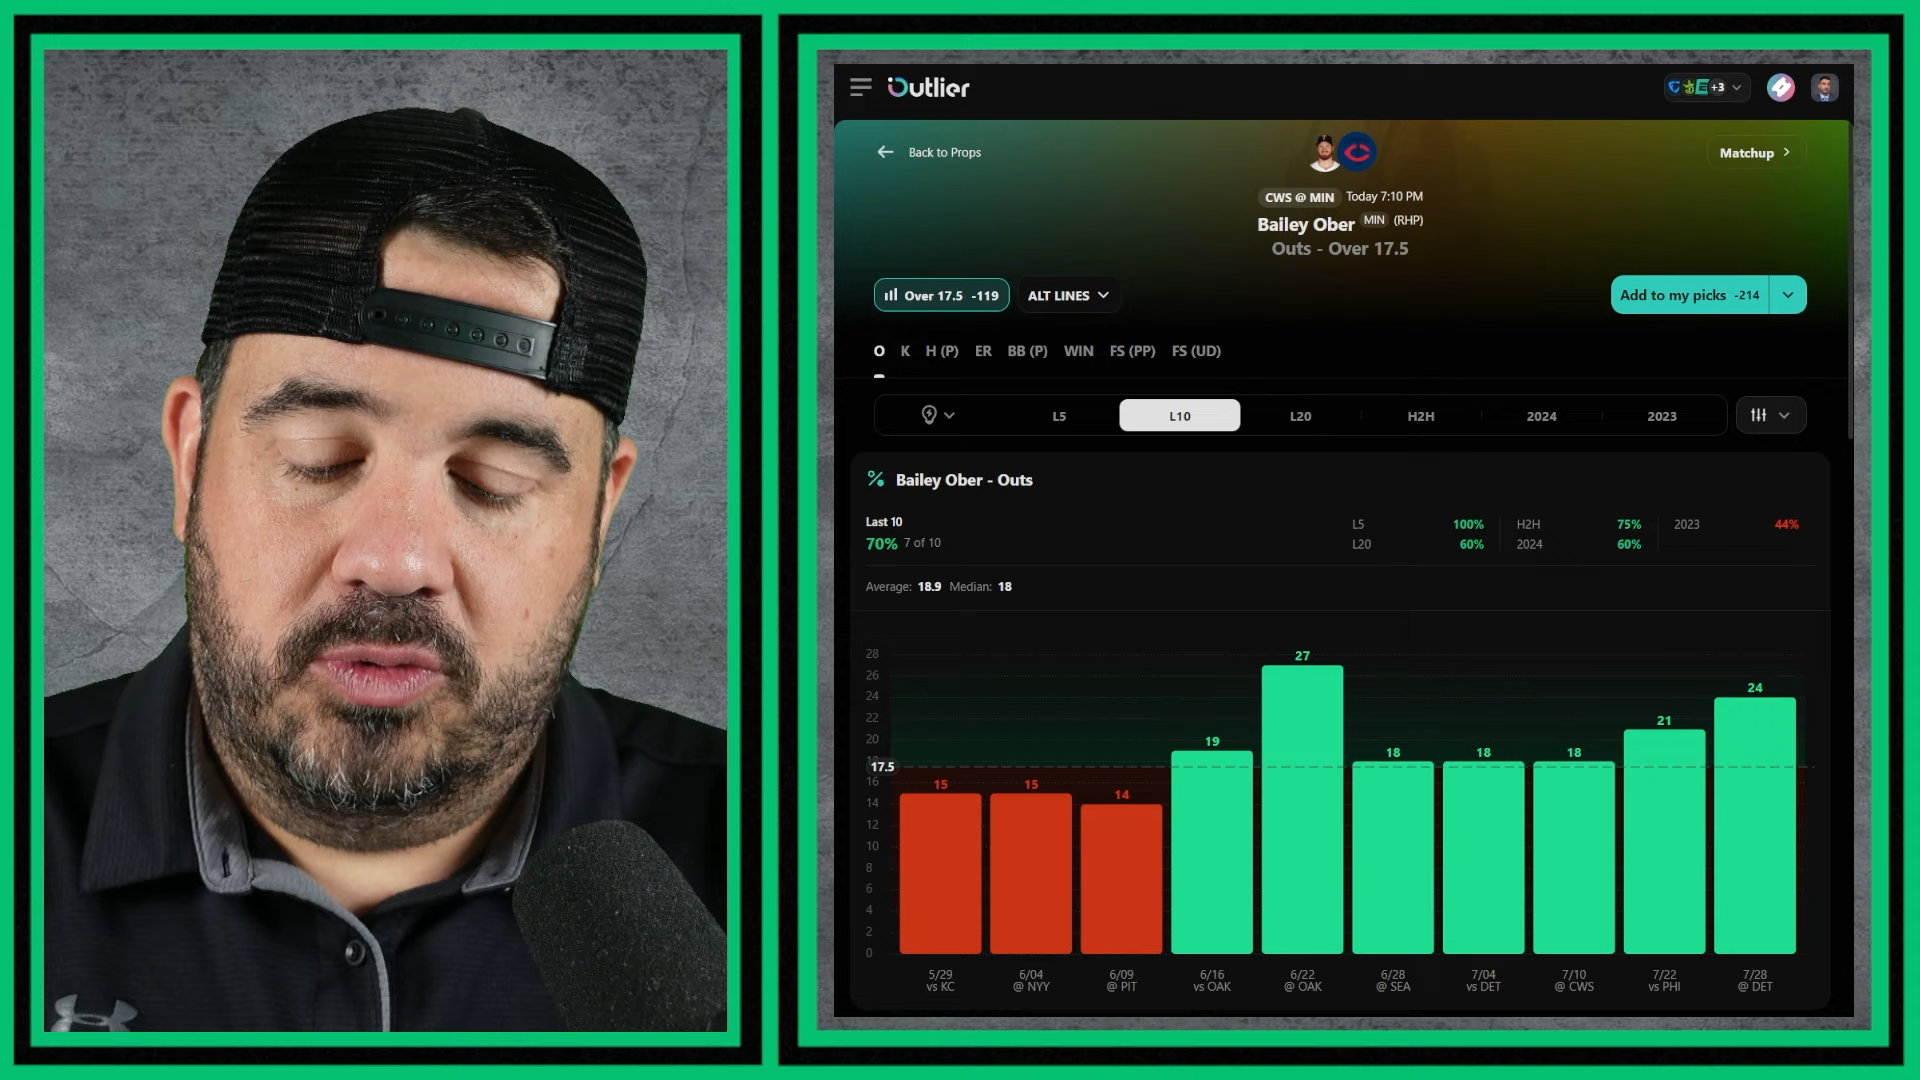 Outlier
+3
Back to Props
Matchup
CWS @ MIN Today 7:10 PM
Bailey Ober MIN (RHP)
Outs - Over 17.5
Over 17.5 -119
ALT LINES
Add to my picks -214
O K H (P) ER BB (P) WIN FS (PP) FS (UD)
L5 L10 L20 H2H 2024 2023
Bailey Ober - Outs
Last 10
70% 7 of 10
L5 100% H2H 75% 2023 44%
L20 60% 2024 60%
Average: 18.9 Median: 18
28
26
24
22
20
17.5
16
14
12
10
8
6
4
2
0
15 15 14 19 27 18 18 18 21 24
5/29 6/04 6/09 6/16 6/22 6/28 7/04 7/10 7/22 7/28
vs KC @ NYY @ PIT vs OAK @ OAK @ SEA vs DET @ CWS vs PHI @ DET